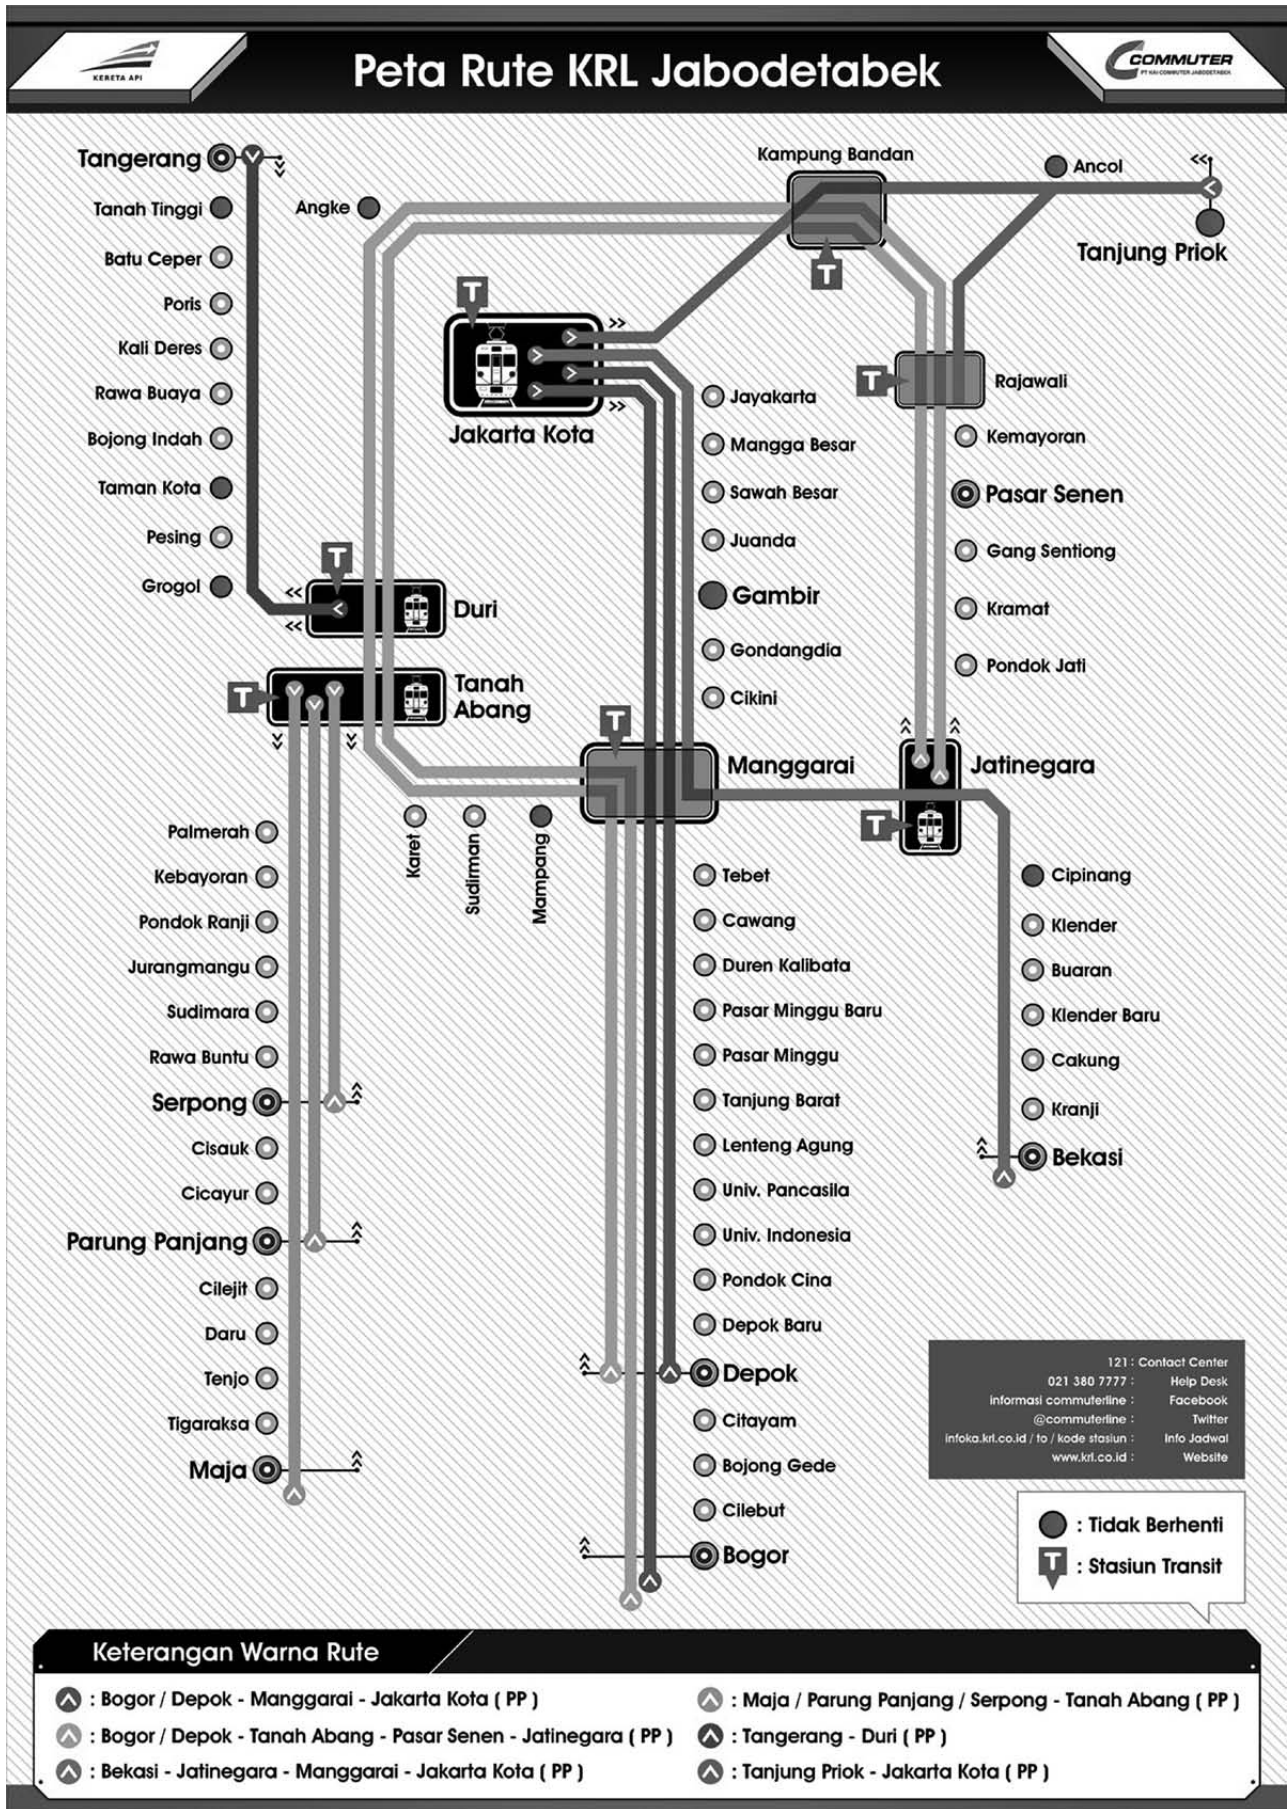 KERETA API
Peta Rute KRL Jabodetabek
COMMUTER
PT KAI COMMUTER JABODETABEK
Tangerang
Tanah Tinggi
Batu Ceper
Poris
Kali Deres
Rawa Buaya
Bojong Indah
Taman Kota
Pesing
Grogol
Angke
Kampung Bandan
T
Ancol
Tanjung Priok
T
Jakarta Kota
T
Rajawali
Jayakarta
Mangga Besar
Sawah Besar
Juanda
Gambir
Gondangdia
Cikini
Kemayoran
Pasar Senen
Gang Sentiong
Kramat
Pondok Jati
T
Duri
T
Tanah
Abang
T
Manggarai
Jatinegara
T
Karet
Sudirman
Mampang
Palmerah
Kebayoran
Pondok Ranji
Jurangmangu
Sudimara
Rawa Buntu
Serpong
Cisauk
Cicayur
Parung Panjang
Cilejit
Daru
Tenjo
Tigaraksa
Maja
Tebet
Cawang
Duren Kalibata
Pasar Minggu Baru
Pasar Minggu
Tanjung Barat
Lenteng Agung
Univ. Pancasila
Univ. Indonesia
Pondok Cina
Depok Baru
Depok
Citayam
Bojong Gede
Cilebut
Bogor
Cipinang
Klender
Buaran
Klender Baru
Cakung
Kranji
Bekasi
121 : Contact Center
021 380 7777 : Help Desk
informasi commuterline : Facebook
@commuterline : Twitter
infoka.krl.co.id / to / kode stasiun : Info Jadwal
www.krl.co.id : Website
: Tidak Berhenti
T : Stasiun Transit
Keterangan Warna Rute
: Bogor / Depok - Manggarai - Jakarta Kota ( PP )
: Bogor / Depok - Tanah Abang - Pasar Senen - Jatinegara ( PP )
: Bekasi - Jatinegara - Manggarai - Jakarta Kota ( PP )
: Maja / Parung Panjang / Serpong - Tanah Abang ( PP )
: Tangerang - Duri ( PP )
: Tanjung Priok - Jakarta Kota ( PP )